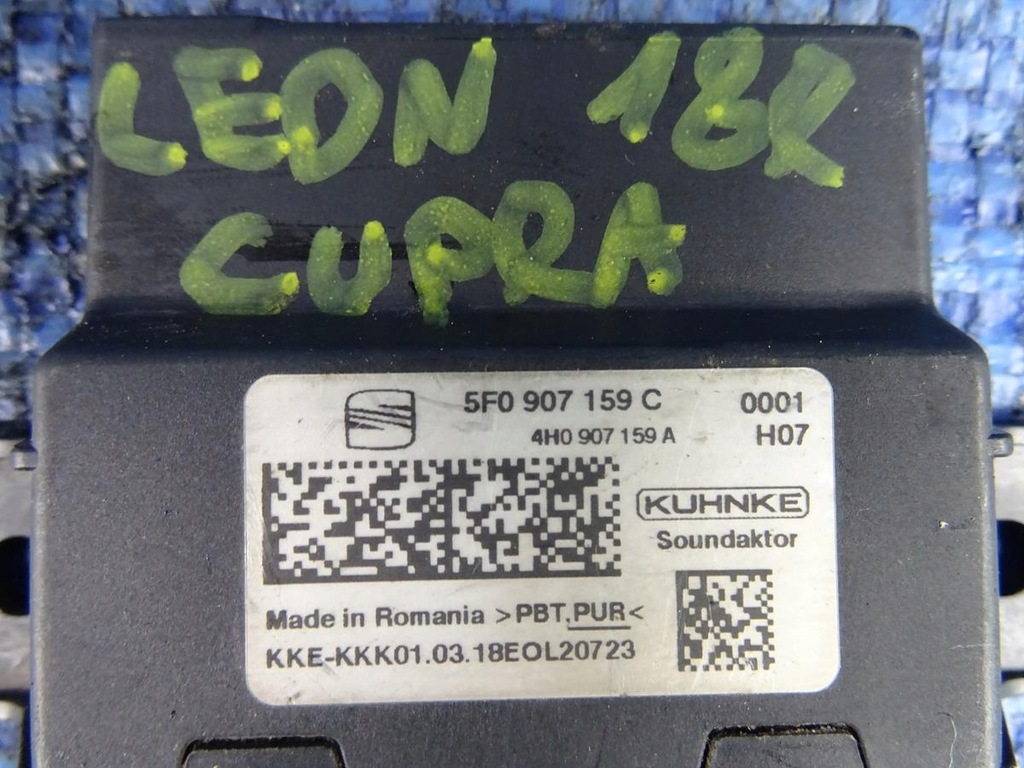 LEON 18R
CUPRA
5F0 907 159 C 0001
4H0 907 159 A H07
KUHNKE
Soundaktor
Made in Romania >PBT,PUR<
KKE-KKK01.03.18EOL20723